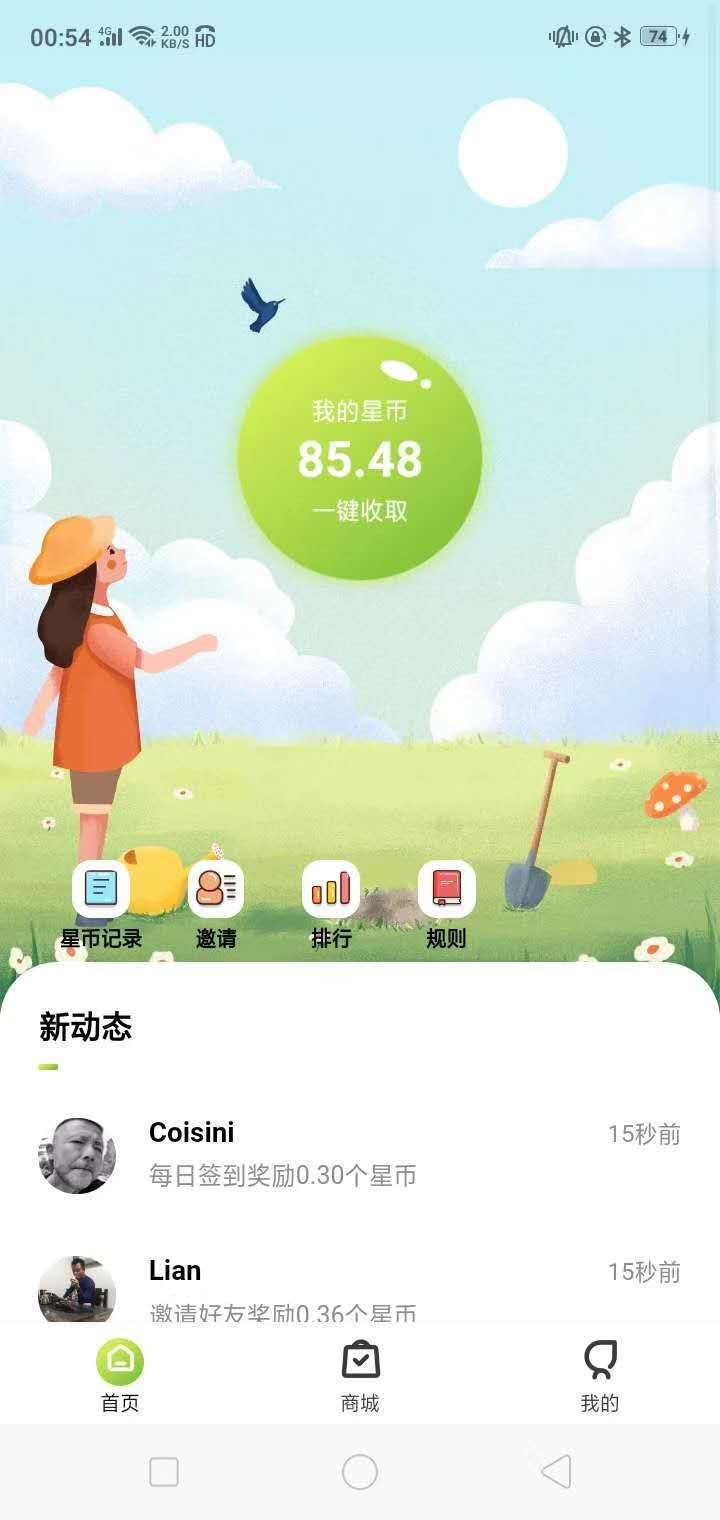 00:54 4G 2.00 KB/S HD 74
我的星币
85.48
一键收取
星币记录 邀请 排行 规则
新动态
Coisini 15秒前
每日签到奖励0.30个星币
Lian 15秒前
邀请好友奖励0.36个星币
首页 商城 我的